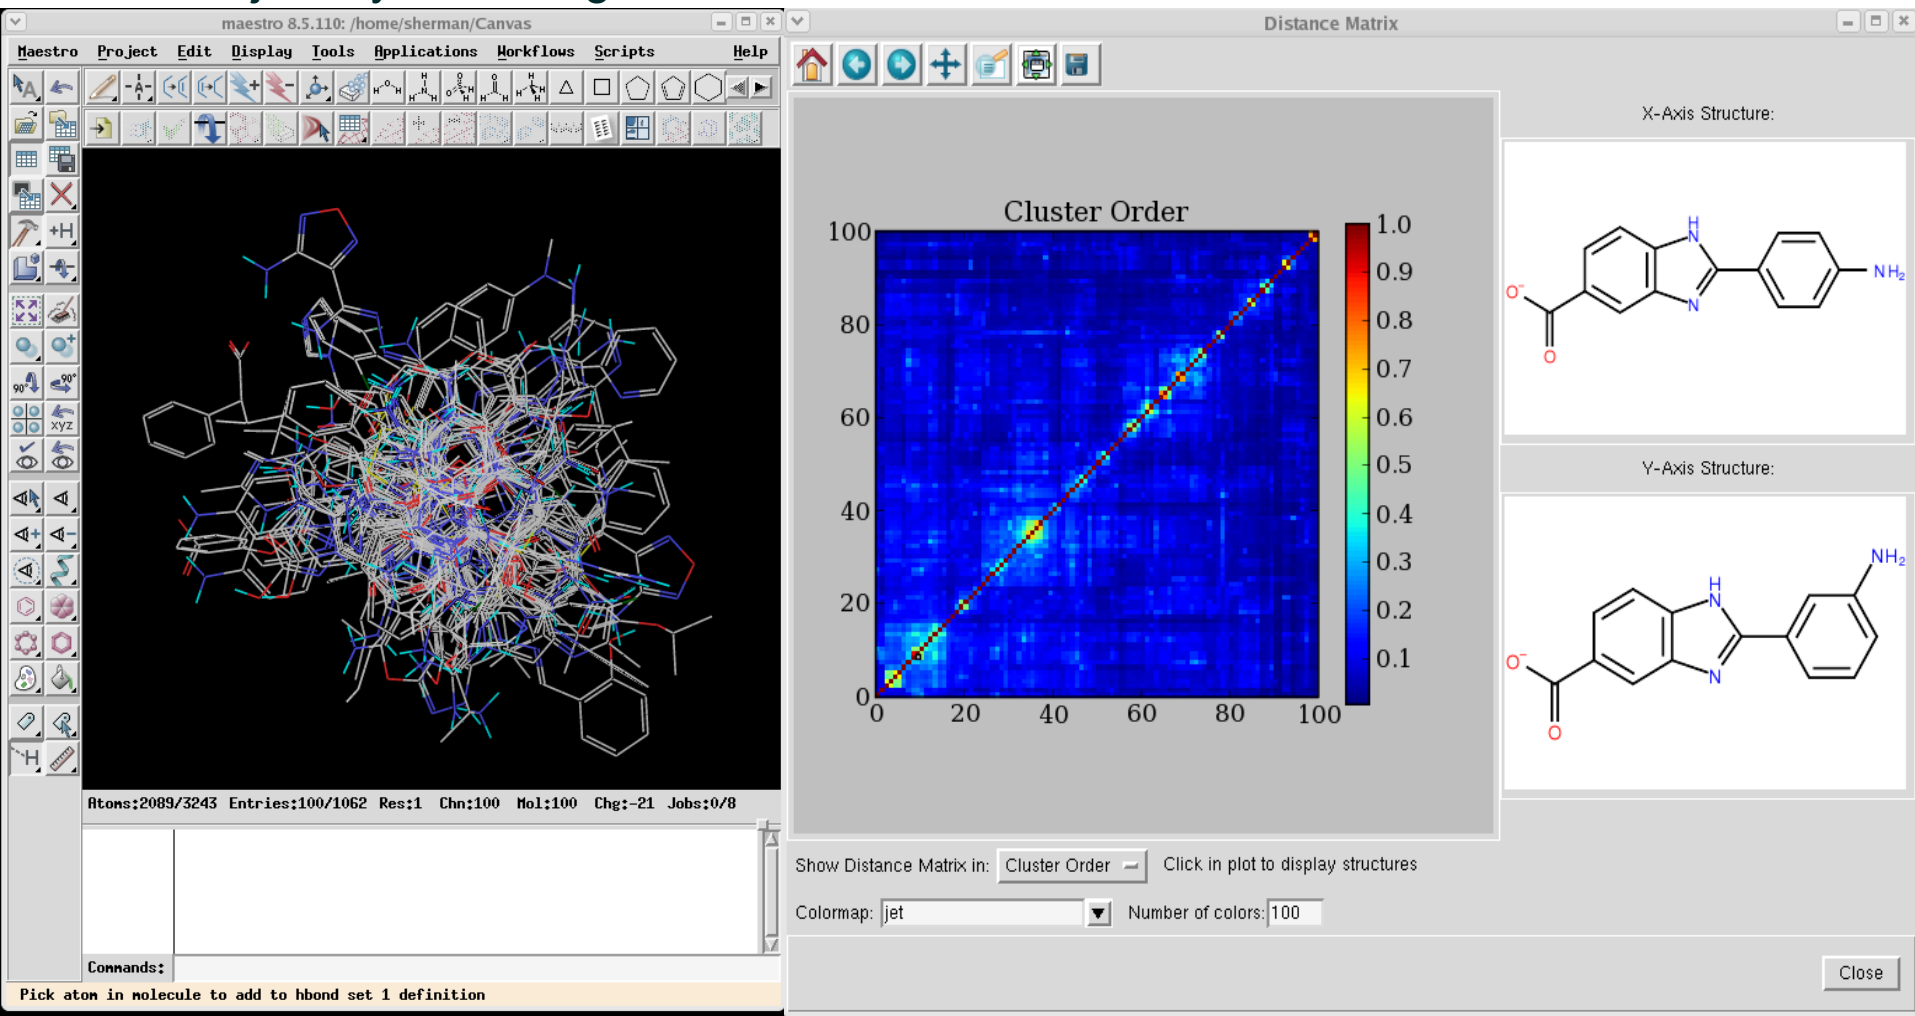 maestro 8.5.110: /home/sherman/Canvas
Maestro Project Edit Display Tools Applications Workflows Scripts Help
Atoms:2089/3243 Entries:100/1062 Res:1 Chn:100 Mol:100 Chg:-21 Jobs:0/8
Commands:
Pick atom in molecule to add to hbond set 1 definition
Distance Matrix
Cluster Order
100
80
60
40
20
0
0 20 40 60 80 100
1.0
0.9
0.8
0.7
0.6
0.5
0.4
0.3
0.2
0.1
X-Axis Structure:
H
N
NH2
N
O-
O
Y-Axis Structure:
NH2
H
N
O-
N
O
Show Distance Matrix in: Cluster Order Click in plot to display structures
Colormap: jet Number of colors: 100
Close